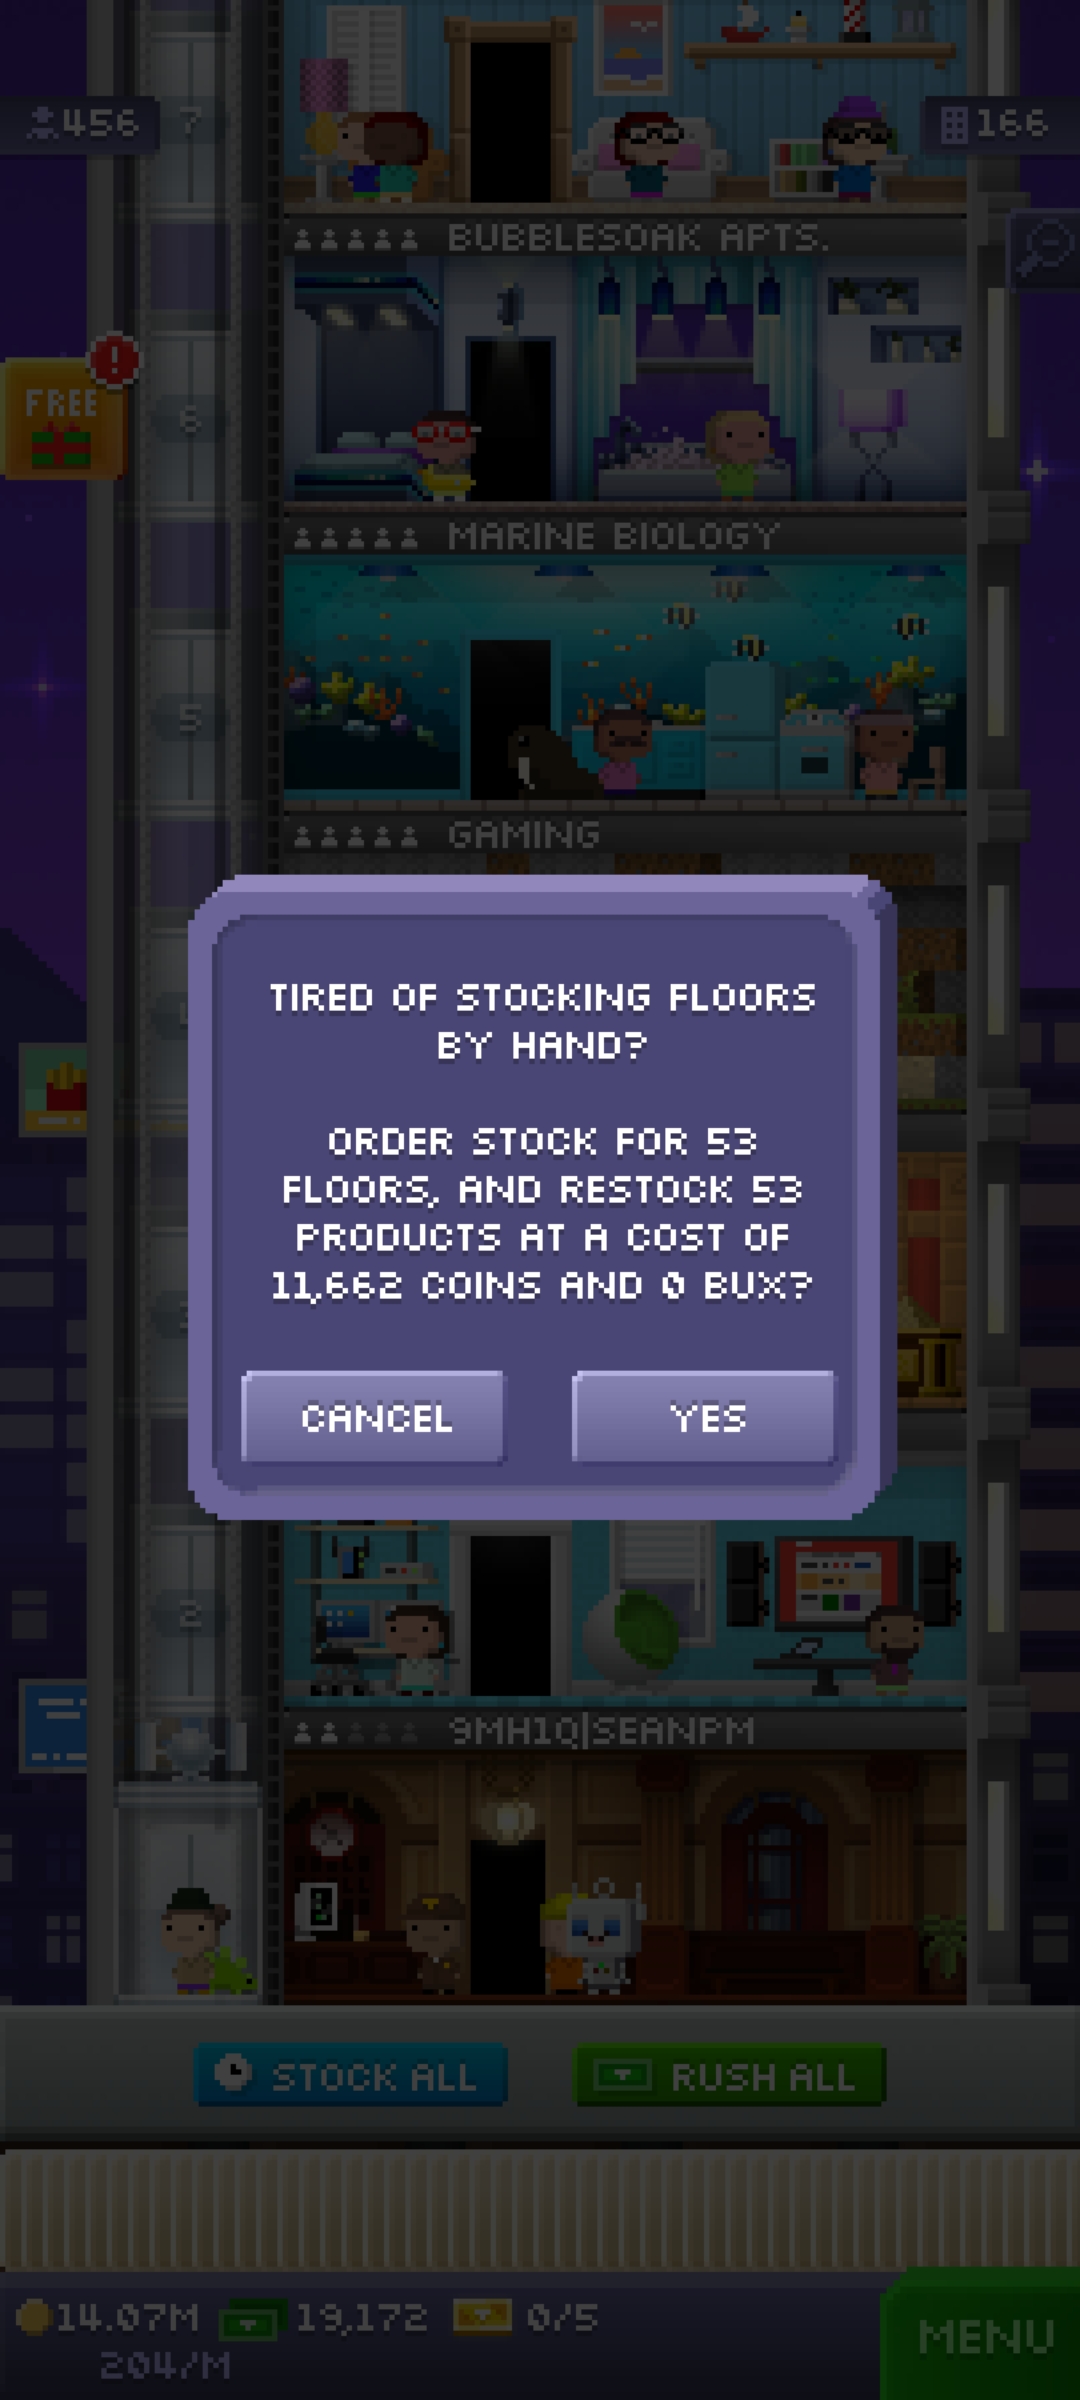 456
7
166
BUBBLESOAK APTS.
FREE
!
6
MARINE BIOLOGY
5
GAMING
TIRED OF STOCKING FLOORS
BY HAND?
ORDER STOCK FOR 53
FLOORS, AND RESTOCK 53
PRODUCTS AT A COST OF
11,662 COINS AND 0 BUX?
CANCEL
YES
2
9MH1Q|SEANPM
STOCK ALL
RUSH ALL
14.07M
19,172
0/5
204/M
MENU